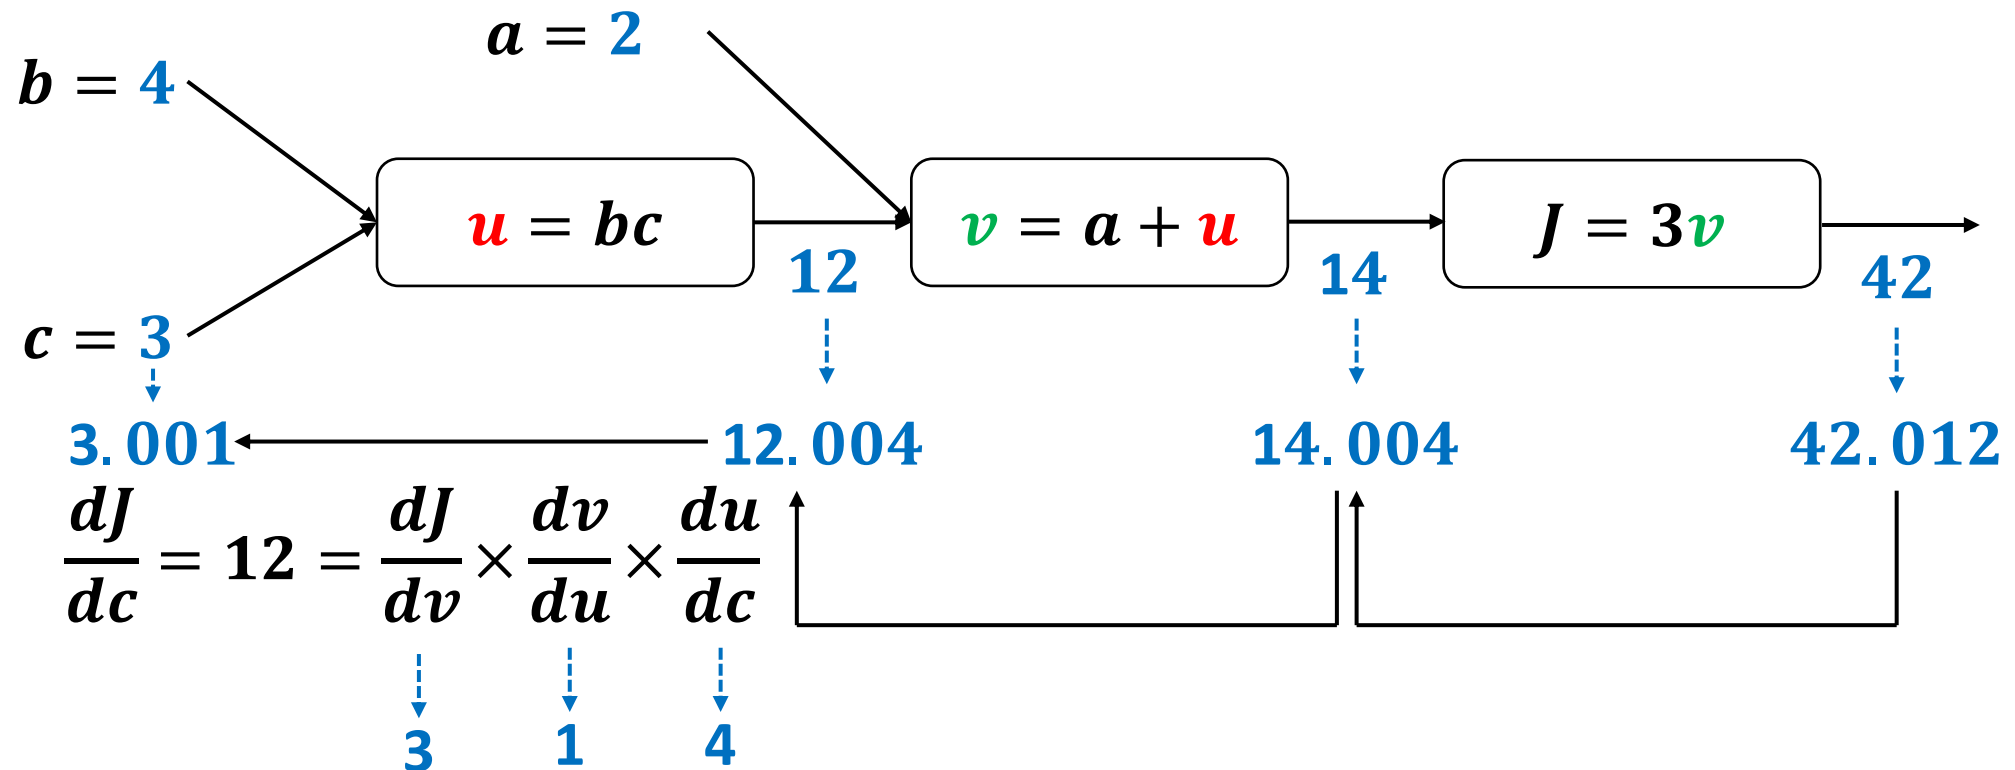 a = 2
b = 4
u = bc
v = a + u
J = 3v
12
14
42
c = 3
3.001
12.004
14.004
42.012
dJ/dc = 12 = dJ/dv × dv/du × du/dc
3
1
4